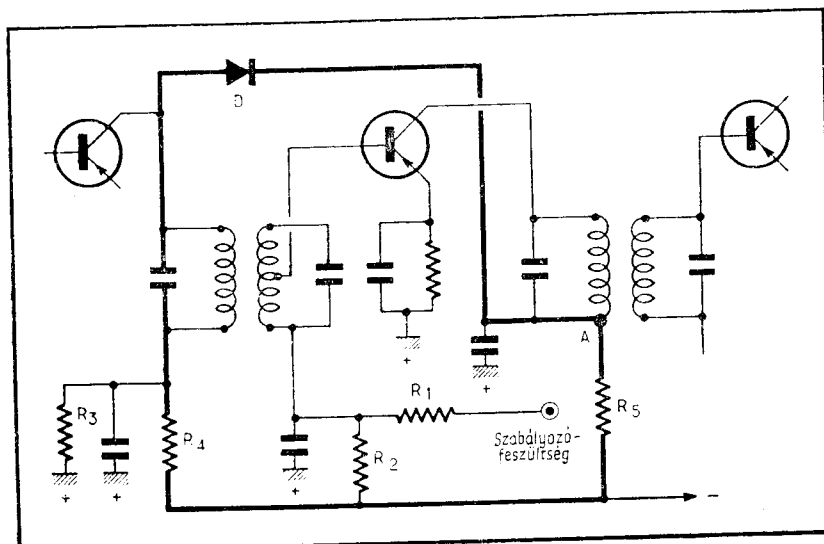 D
A
+
+
R3
R4
R1
R5
Szabályozó-
feszültség
R2
+
+
+
-